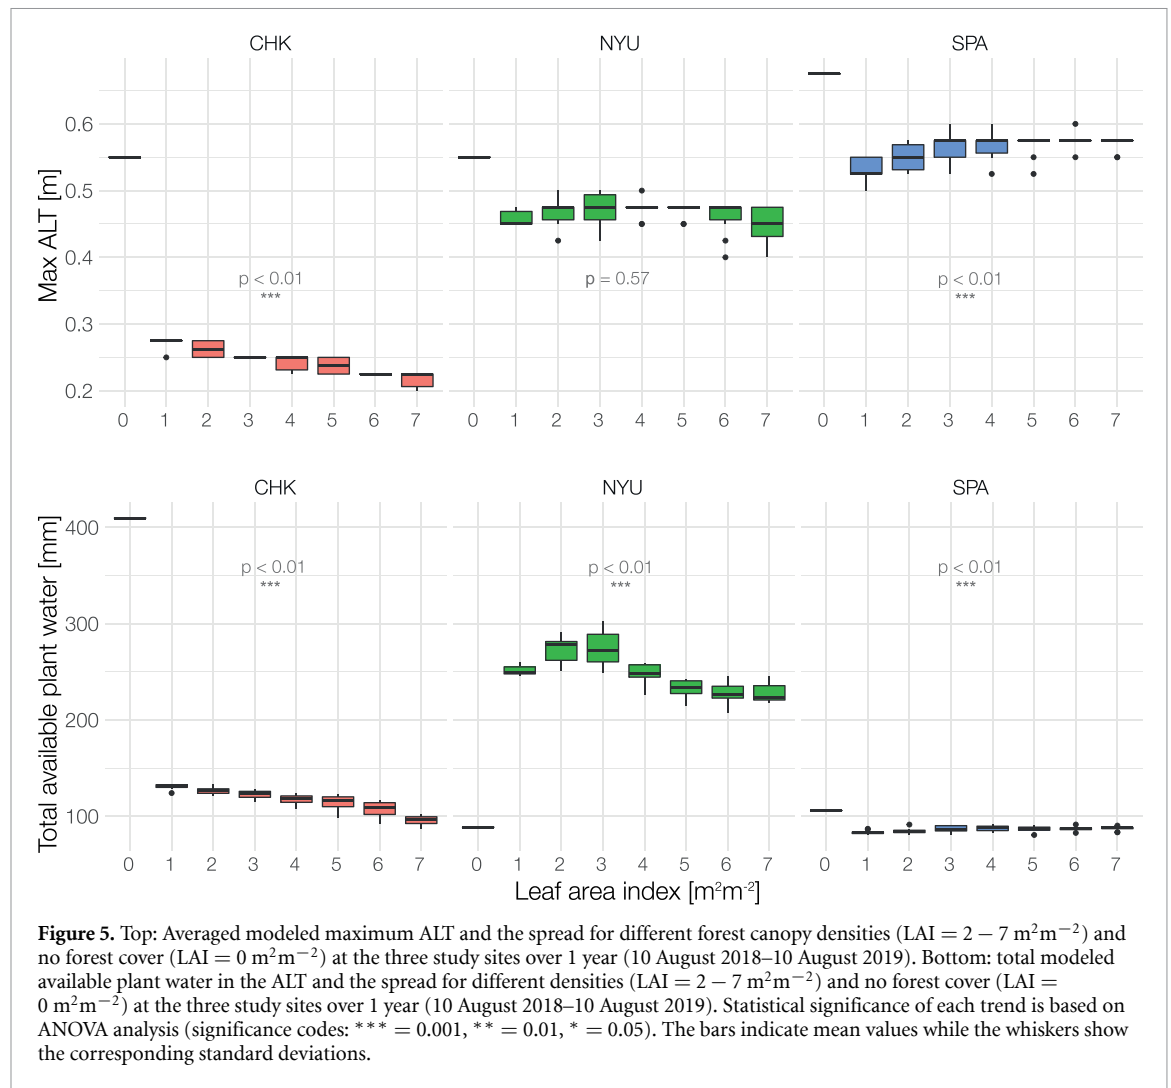 CHK NYU SPA
Max ALT [m]
0.6
0.5
0.4
0.3
0.2
p < 0.01
***
p = 0.57
p < 0.01
***
0 1 2 3 4 5 6 7 0 1 2 3 4 5 6 7 0 1 2 3 4 5 6 7
CHK NYU SPA
Total available plant water [mm]
400
300
200
100
p < 0.01
***
p < 0.01
***
p < 0.01
***
0 1 2 3 4 5 6 7 0 1 2 3 4 5 6 7 0 1 2 3 4 5 6 7
Leaf area index [m²m⁻²]
Figure 5. Top: Averaged modeled maximum ALT and the spread for different forest canopy densities (LAI = 2 − 7 m²m⁻²) and
no forest cover (LAI = 0 m²m⁻²) at the three study sites over 1 year (10 August 2018–10 August 2019). Bottom: total modeled
available plant water in the ALT and the spread for different densities (LAI = 2 − 7 m²m⁻²) and no forest cover (LAI =
0 m²m⁻²) at the three study sites over 1 year (10 August 2018–10 August 2019). Statistical significance of each trend is based on
ANOVA analysis (significance codes: *** = 0.001, ** = 0.01, * = 0.05). The bars indicate mean values while the whiskers show
the corresponding standard deviations.